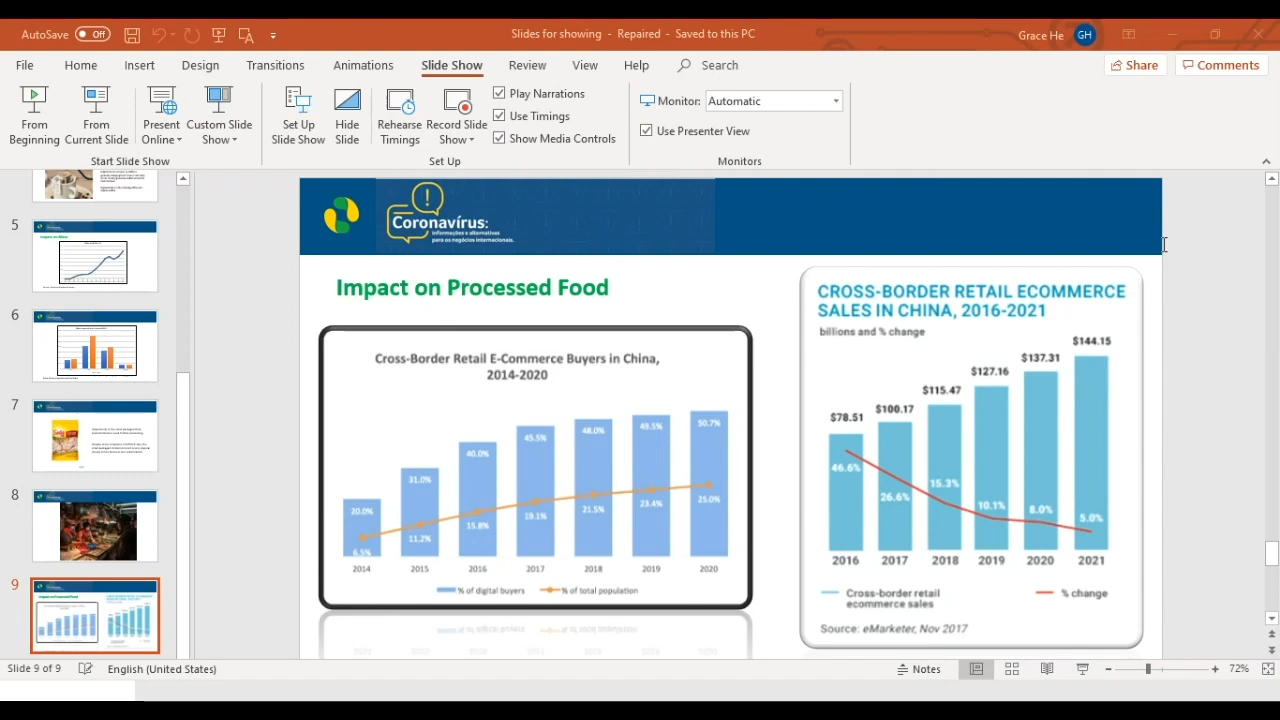 AutoSave Off
Slides for showing - Repaired - Saved to this PC
Grace He GH
File Home Insert Design Transitions Animations Slide Show Review View Help Search Share Comments
From Beginning
From Current Slide
Present Online
Custom Slide Show
Set Up Slide Show
Hide Slide
Rehearse Timings
Record Slide Show
Play Narrations
Use Timings
Show Media Controls
Monitor: Automatic
Use Presenter View
Start Slide Show
Set Up
Monitors
5
6
7
8
9
Coronavírus:
informações e alternativas
para os negócios internacionais.
Impact on Processed Food
Cross-Border Retail E-Commerce Buyers in China,
2014-2020
20.0% 31.0% 40.0% 45.5% 48.0% 49.5% 50.7%
6.5% 11.2% 15.8% 19.1% 21.5% 23.4% 25.0%
2014 2015 2016 2017 2018 2019 2020
% of digital buyers % of total population
CROSS-BORDER RETAIL ECOMMERCE
SALES IN CHINA, 2016-2021
billions and % change
$78.51 $100.17 $115.47 $127.16 $137.31 $144.15
46.6% 26.6% 15.3% 10.1% 8.0% 5.0%
2016 2017 2018 2019 2020 2021
Cross-border retail
ecommerce sales
% change
Source: eMarketer, Nov 2017
Slide 9 of 9 English (United States) Notes 72%